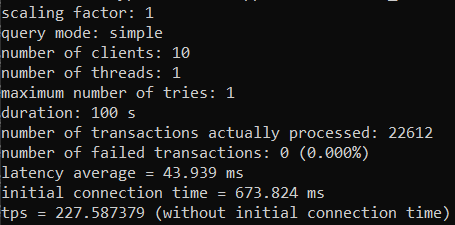 scaling factor: 1
query mode: simple
number of clients: 10
number of threads: 1
maximum number of tries: 1
duration: 100 s
number of transactions actually processed: 22612
number of failed transactions: 0 (0.000%)
latency average = 43.939 ms
initial connection time = 673.824 ms
tps = 227.587379 (without initial connection time)